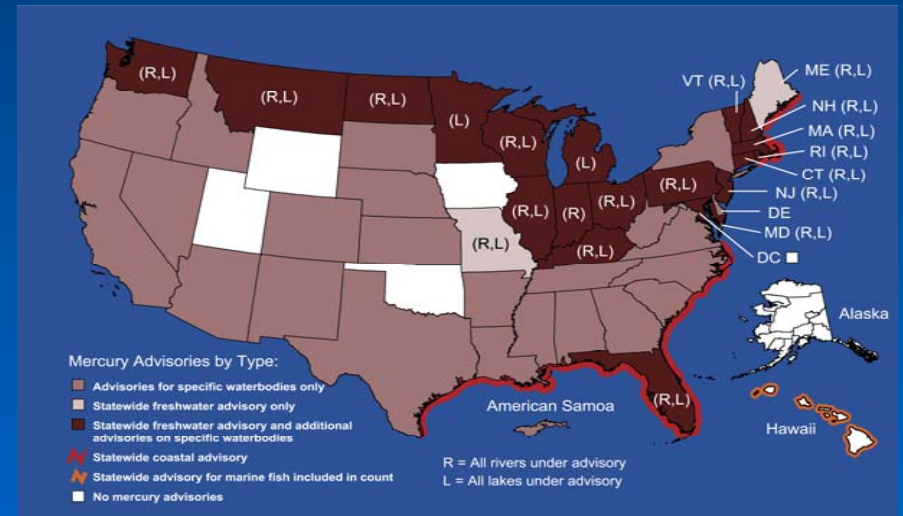 (R,L)
(R,L)
(R,L)
(L)
(R,L)
(L)
(R,L)
(R)
(R,L)
(R,L)
(R,L)
(R,L)
(R,L)
VT (R,L)
ME (R,L)
NH (R,L)
MA (R,L)
RI (R,L)
CT (R,L)
NJ (R,L)
DE
MD (R,L)
DC
Alaska
Hawaii
American Samoa
Mercury Advisories by Type:
Advisories for specific waterbodies only
Statewide freshwater advisory only
Statewide freshwater advisory and additional
advisories on specific waterbodies
Statewide coastal advisory
Statewide advisory for marine fish included in count
No mercury advisories
R = All rivers under advisory
L = All lakes under advisory